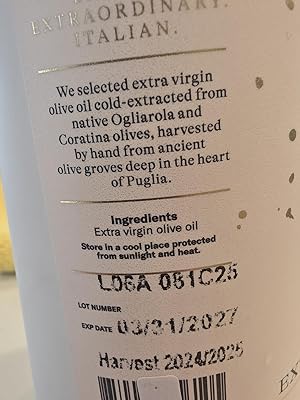 EXTRAORDINARY.
ITALIAN.
We selected extra virgin
olive oil cold-extracted from
native Ogliarola and
Coratina olives, harvested
by hand from ancient
olive groves deep in the heart
of Puglia.
Ingredients
Extra virgin olive oil
Store in a cool place protected
from sunlight and heat.
L06A 081C25
LOT NUMBER
EXP DATE 03/21/2027
Harvest 2024/2025